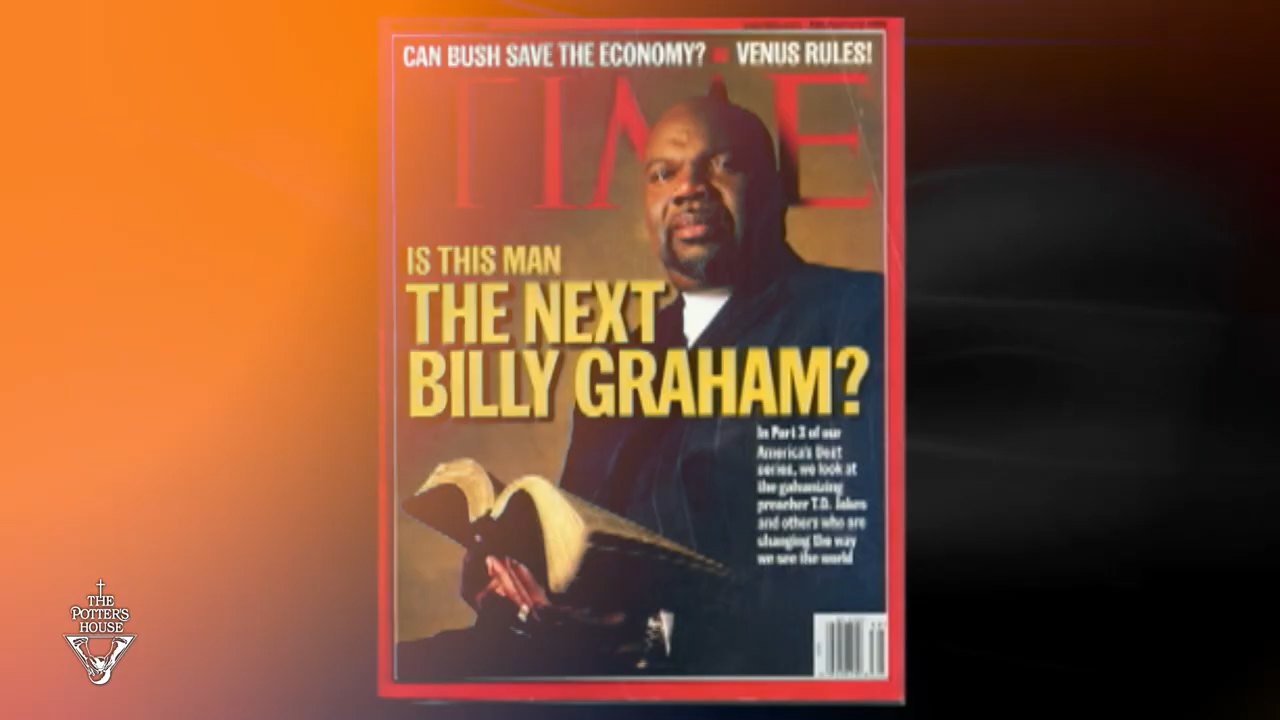 CAN BUSH SAVE THE ECONOMY? VENUS RULES!
TIME
IS THIS MAN
THE NEXT
BILLY GRAHAM?
In Part 3 of our
America's Best
series, we look at
the galvanizing
preacher T.D. Jakes
and others who are
changing the way
we see the world
THE
POTTER'S
HOUSE